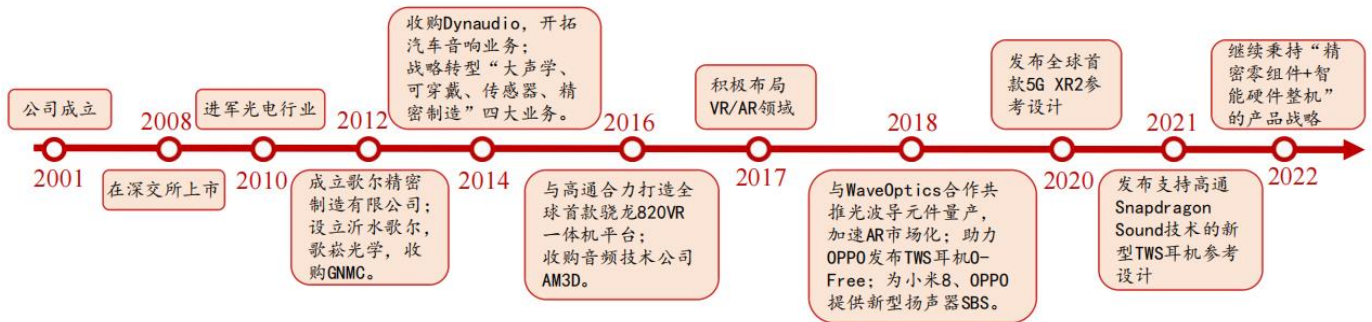 公司成立
2001
2008
在深交所上市
进军光电行业
2010
2012
成立歌尔精密
制造有限公司;
设立沂水歌尔,
歌崧光学, 收
购GNMC。
收购Dynaudio, 开拓
汽车音响业务;
战略转型“大声学、
可穿戴、传感器、精
密制造”四大业务。
2014
2016
与高通合力打造全
球首款骁龙820VR
一体机平台;
收购音频技术公司
AM3D。
积极布局
VR/AR领域
2017
2018
与WaveOptics合作共
推光波导元件量产,
加速AR市场化; 助力
OPPO发布TWS耳机O-
Free; 为小米8、OPPO
提供新型扬声器SBS。
发布全球首
款5G XR2参
考设计
2020
2021
发布支持高通
Snapdragon
Sound技术的新
型TWS耳机参考
设计
继续秉持“精
密零组件+智
能硬件整机”
的产品战略
2022